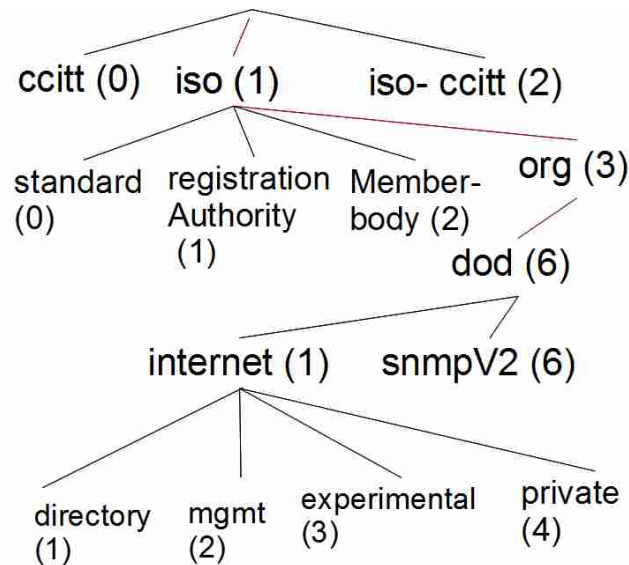 ccitt (0)
iso (1)
iso- ccitt (2)
standard
(0)
registration
Authority
(1)
Member-
body (2)
org (3)
dod (6)
internet (1)
snmpV2 (6)
directory
(1)
mgmt
(2)
experimental
(3)
private
(4)